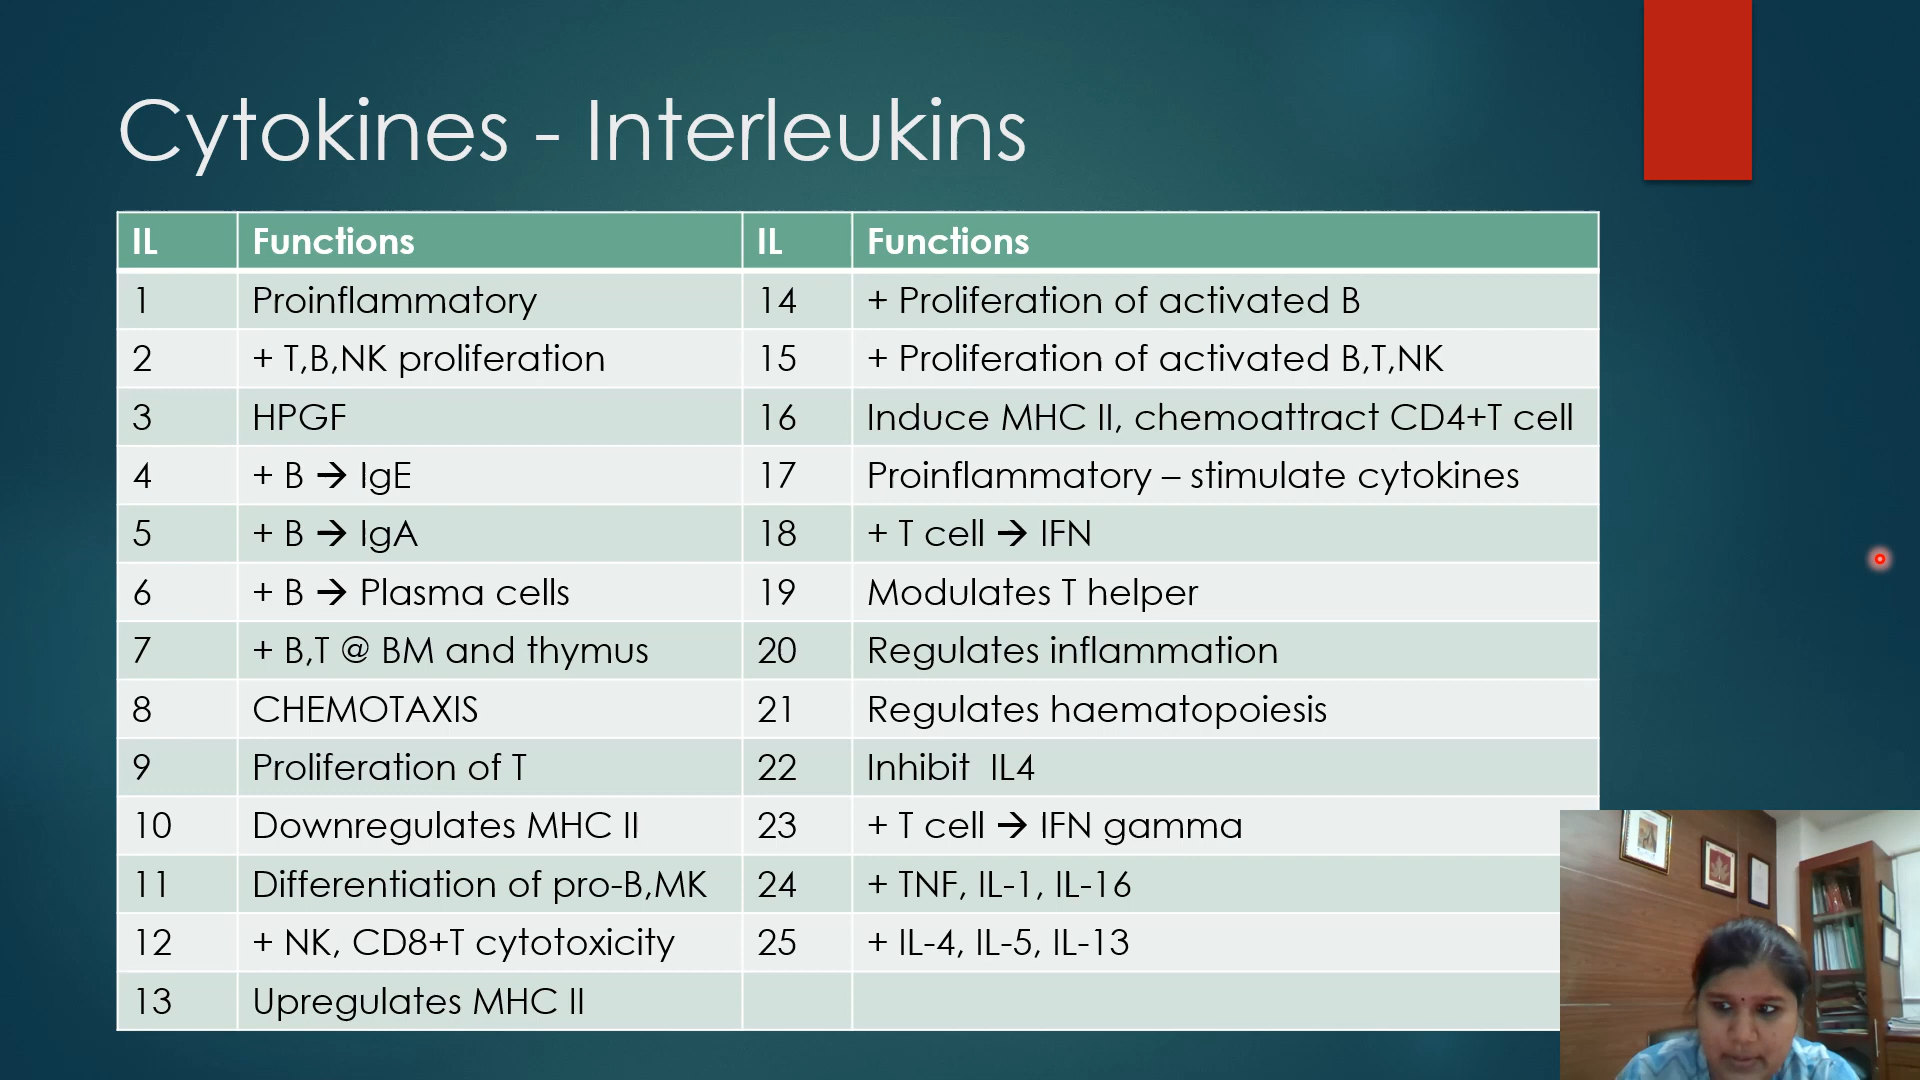 Cytokines - Interleukins
IL Functions IL Functions
1 Proinflammatory 14 + Proliferation of activated B
2 + T,B,NK proliferation 15 + Proliferation of activated B,T,NK
3 HPGF 16 Induce MHC II, chemoattract CD4+T cell
4 + B → IgE 17 Proinflammatory – stimulate cytokines
5 + B → IgA 18 + T cell → IFN
6 + B → Plasma cells 19 Modulates T helper
7 + B,T @ BM and thymus 20 Regulates inflammation
8 CHEMOTAXIS 21 Regulates haematopoiesis
9 Proliferation of T 22 Inhibit IL4
10 Downregulates MHC II 23 + T cell → IFN gamma
11 Differentiation of pro-B,MK 24 + TNF, IL-1, IL-16
12 + NK, CD8+T cytotoxicity 25 + IL-4, IL-5, IL-13
13 Upregulates MHC II